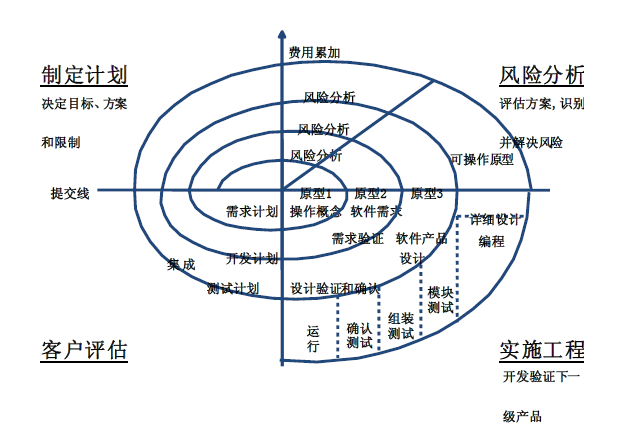 费用累加
制定计划
风险分析
决定目标、方案
风险分析
评估方案, 识别
风险分析
和限制
并解决风险
风险分析
可操作原型
提交线
原型1
原型2
原型3
需求计划
操作概念
软件需求
详细设计
需求验证
软件产品
设计
编程
开发计划
集成
测试计划
设计验证和确认
模块
测试
组装
测试
确认
测试
运
行
客户评估
实施工程
开发验证下一
级产品